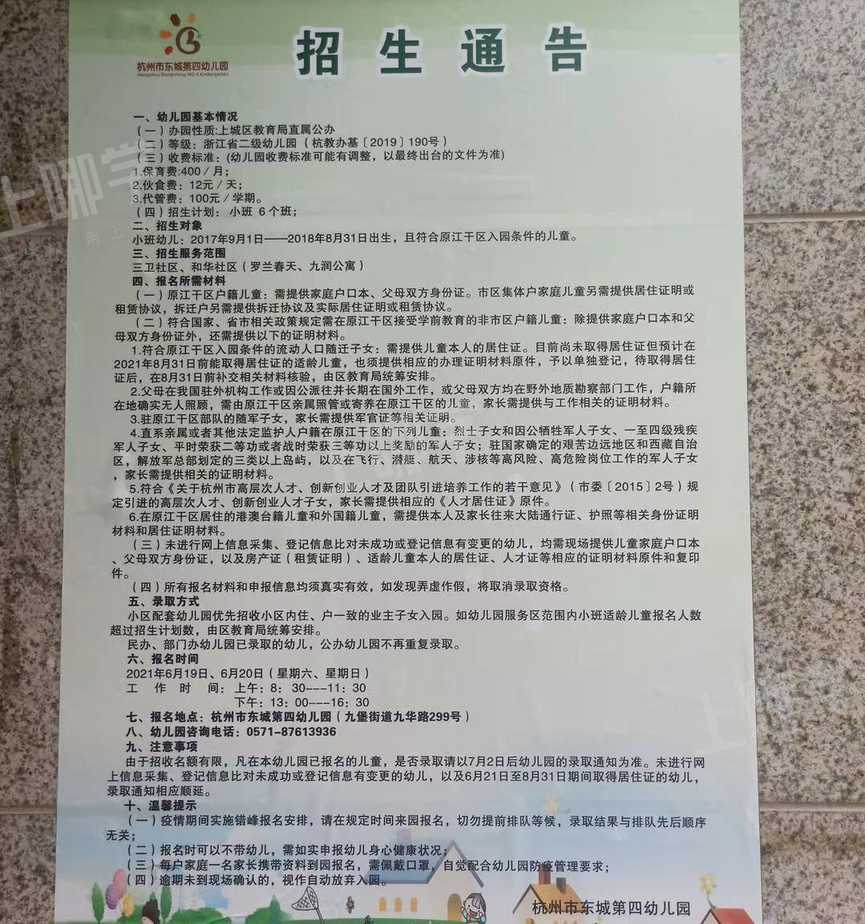 杭州市东城第四幼儿园
招生通告
一、幼儿园基本情况
（一）办园性质:上城区教育局直属公办
（二）等级：浙江省二级幼儿园（杭教办基〔2019〕190号）
（三）收费标准：(幼儿园收费标准可能有调整，以最终出台的文件为准)
1.保育费:400／月；
2.伙食费：12元／天；
3.代管费：100元／学期。
（四）招生计划： 小班 6个班；
二、招生对象
小班幼儿：2017年9月1日——2018年8月31日出生，且符合原江干区入园条件的儿童。
三、招生服务范围
三卫社区、和华社区（罗兰春天、九润公寓）
四、报名所需材料
（一）原江干区户籍儿童：需提供家庭户口本、父母双方身份证。市区集体户家庭儿童另需提供居住证明或
租赁协议，拆迁户另需提供拆迁协议及实际居住证明或租赁协议。
（二）符合国家、省市相关政策规定需在原江干区接受学前教育的非市区户籍儿童：除提供家庭户口本和父
母双方身份证外，还需提供以下的证明材料。
1.符合原江干区入园条件的流动人口随迁子女：需提供儿童本人的居住证。目前尚未取得居住证但预计在
2021年8月31日前能取得居住证的适龄儿童，也须提供相应的办理证明材料原件，予以单独登记，待取得居住
证后，在8月31日前补交相关材料核验，由区教育局统筹安排。
2.父母在我国驻外机构工作或因公派往并长期在国外工作，或父母双方均在野外地质勘察部门工作，户籍所
在地确实无人照顾，需由原江干区亲属照管或寄养在原江干区的儿童，家长需提供与工作相关的证明材料。
3.驻原江干区部队的随军子女，家长需提供军官证等相关证明。
4.直系亲属或者其他法定监护人户籍在原江干区的下列儿童：烈士子女和因公牺牲军人子女、一至四级残疾
军人子女、平时荣获二等功或者战时荣获三等功以上奖励的军人子女；驻国家确定的艰苦边远地区和西藏自治
区，解放军总部划定的三类以上岛屿，以及在飞行、潜艇、航天、涉核等高风险、高危险岗位工作的军人子女
，家长需提供相关的证明材料。
5.符合《关于杭州市高层次人才、创新创业人才及团队引进培养工作的若干意见》（市委〔2015〕2号）规
定引进的高层次人才、创新创业人才子女，家长需提供相应的《人才居住证》原件。
6.在原江干区居住的港澳台籍儿童和外国籍儿童，需提供本人及家长往来大陆通行证、护照等相关身份证明
材料和居住证明材料。
（三）未进行网上信息采集、登记信息比对未成功或登记信息有变更的幼儿，均需现场提供儿童家庭户口本
、父母双方身份证，以及房产证（租赁证明）、适龄儿童本人的居住证、人才证等相应的证明材料原件和复印
件。
（四）所有报名材料和申报信息均须真实有效，如发现弄虚作假，将取消录取资格。
五、录取方式
小区配套幼儿园优先招收小区内住、户一致的业主子女入园。如幼儿园服务区范围内小班适龄儿童报名人数
超过招生计划数，由区教育局统筹安排。
民办、部门办幼儿园已录取的幼儿，公办幼儿园不再重复录取。
六、报名时间
2021年6月19日、6月20日（星期六、星期日）
工 作 时 间：上午：8：30---11：30
下午：13：00---16：30
七、报名地点：杭州市东城第四幼儿园（九堡街道九华路299号）
八、幼儿园咨询电话：0571-87613936
九、注意事项
由于招收名额有限，凡在本幼儿园已报名的儿童，是否录取请以7月2日后幼儿园的录取通知为准。未进行网
上信息采集、登记信息比对未成功或登记信息有变更的幼儿，以及6月21日至8月31日期间取得居住证的幼儿，
录取通知相应顺延。
十、温馨提示
（一）疫情期间实施错峰报名安排，请在规定时间来园报名，切勿提前排队等候，录取结果与排队先后顺序
无关；
（二）报名时可以不带幼儿，需如实申报幼儿身心健康状况；
（三）每户家庭一名家长携带资料到园报名，需佩戴口罩，自觉配合幼儿园防疫管理要求；
（四）逾期未到现场确认的，视作自动放弃入园。
杭州市东城第四幼儿园
上哪学